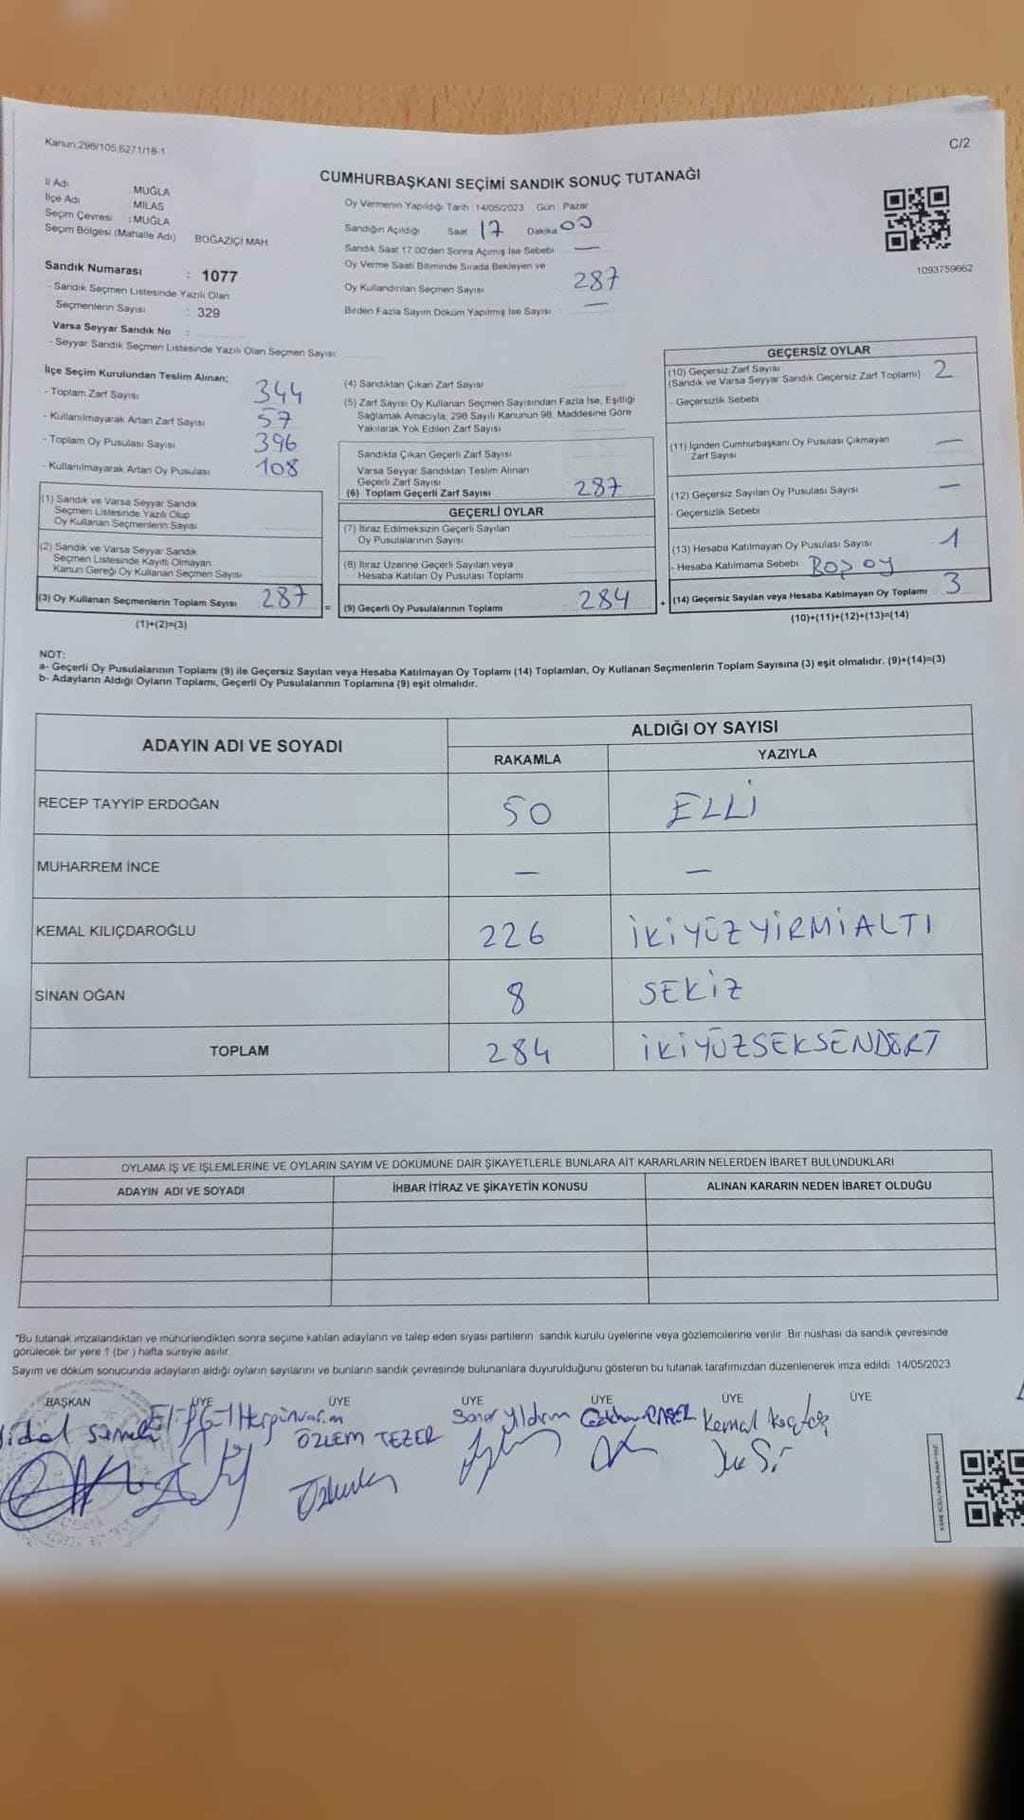 Kanun:298/105,6271/18-1
C/2
CUMHURBAŞKANI SEÇİMİ SANDIK SONUÇ TUTANAĞI
İl Adı : MUĞLA
İlçe Adı : MİLAS
Seçim Çevresi : MUĞLA
Seçim Bölgesi (Mahalle Adı) BOĞAZİÇİ MAH
Sandık Numarası : 1077
- Sandık Seçmen Listesinde Yazılı Olan
Seçmenlerin Sayısı : 329
Varsa Seyyar Sandık No :
- Seyyar Sandık Seçmen Listesinde Yazılı Olan Seçmen Sayısı
Oy Vermenin Yapıldığı Tarih : 14/05/2023 Gün : Pazar
Sandığın Açıldığı Saat 17 Dakika 00
Sandık Saat 17:00'den Sonra Açımış İse Sebebi —
Oy Verme Saati Bitiminde Sırada Bekleyen ve
Oy Kullandırılan Seçmen Sayısı 287
Birden Fazla Sayım Döküm Yapılmış İse Sayısı —
1093759662
İlçe Seçim Kurulundan Teslim Alınan;
- Toplam Zarf Sayısı 344
- Kullanılmayarak Artan Zarf Sayısı 57
- Toplam Oy Pusulası Sayısı 396
- Kullanılmayarak Artan Oy Pusulası 108
(1) Sandık ve Varsa Seyyar Sandık
Seçmen Listesinde Yazılı Olup
Oy Kullanan Seçmenlerin Sayısı
(2) Sandık ve Varsa Seyyar Sandık
Seçmen Listesinde Kayıtlı Olmayan
Kanun Gereği Oy Kullanan Seçmen Sayısı
(3) Oy Kullanan Seçmenlerin Toplam Sayısı 287 =
(1)+(2)=(3)
(4) Sandıktan Çıkan Zarf Sayısı
(5) Zarf Sayısı Oy Kullanan Seçmen Sayısından Fazla İse, Eşitliği
Sağlamak Amacıyla; 298 Sayılı Kanunun 98. Maddesine Göre
Yakılarak Yok Edilen Zarf Sayısı
Sandıkta Çıkan Geçerli Zarf Sayısı
Varsa Seyyar Sandıktan Teslim Alınan
Geçerli Zarf Sayısı
(6) Toplam Geçerli Zarf Sayısı 287
GEÇERLİ OYLAR
(7) İtiraz Edilmeksizin Geçerli Sayılan
Oy Pusulalarının Sayısı
(8) İtiraz Üzerine Geçerli Sayılan veya
Hesaba Katılan Oy Pusulası Toplamı
(9) Geçerli Oy Pusulalarının Toplamı 284 +
GEÇERSİZ OYLAR
(10) Geçersiz Zarf Sayısı 2
(Sandık ve Varsa Seyyar Sandık Geçersiz Zarf Toplamı)
- Geçersizlik Sebebi
(11) İçinden Cumhurbaşkanı Oy Pusulası Çıkmayan —
Zarf Sayısı
(12) Geçersiz Sayılan Oy Pusulası Sayısı —
- Geçersizlik Sebebi
(13) Hesaba Katılmayan Oy Pusulası Sayısı 1
- Hesaba Katılmama Sebebi Boş oy
(14) Geçersiz Sayılan veya Hesaba Katılmayan Oy Toplamı 3
(10)+(11)+(12)+(13)=(14)
NOT:
a- Geçerli Oy Pusulalarının Toplamı (9) ile Geçersiz Sayılan veya Hesaba Katılmayan Oy Toplamı (14) Toplamları, Oy Kullanan Seçmenlerin Toplam Sayısına (3) eşit olmalıdır. (9)+(14)=(3)
b- Adayların Aldığı Oyların Toplamı, Geçerli Oy Pusulalarının Toplamına (9) eşit olmalıdır.
ADAYIN ADI VE SOYADI
ALDIĞI OY SAYISI
RAKAMLA YAZIYLA
RECEP TAYYİP ERDOĞAN 50 ELLİ
MUHARREM İNCE — —
KEMAL KILIÇDAROĞLU 226 İKİYÜZYİRMİALTI
SİNAN OĞAN 8 SEKİZ
TOPLAM 284 İKİYÜZSEKSENDÖRT
OYLAMA İŞ VE İŞLEMLERİNE VE OYLARIN SAYIM VE DÖKÜMÜNE DAİR ŞİKAYETLERLE BUNLARA AİT KARARLARIN NELERDEN İBARET BULUNDUKLARI
ADAYIN ADI VE SOYADI İHBAR İTİRAZ VE ŞİKAYETİN KONUSU ALINAN KARARIN NEDEN İBARET OLDUĞU
*Bu tutanak imzalandıktan ve mühürlendikten sonra seçime katılan adayların ve talep eden siyasi partilerin sandık kurulu üyelerine veya gözlemcilerine verilir. Bir nüshası da sandık çevresinde
görülecek bir yere 1 (bir ) hafta süreyle asılır.
Sayım ve döküm sonucunda adayların aldığı oyların sayılarını ve bunların sandık çevresinde bulunanlara duyurulduğunu gösteren bu tutanak tarafımızdan düzenlenerek imza edildi. 14/05/2023
BAŞKAN ÜYE ÜYE ÜYE ÜYE ÜYE ÜYE
ÖZLEM TEZER Yıldırım Kemal